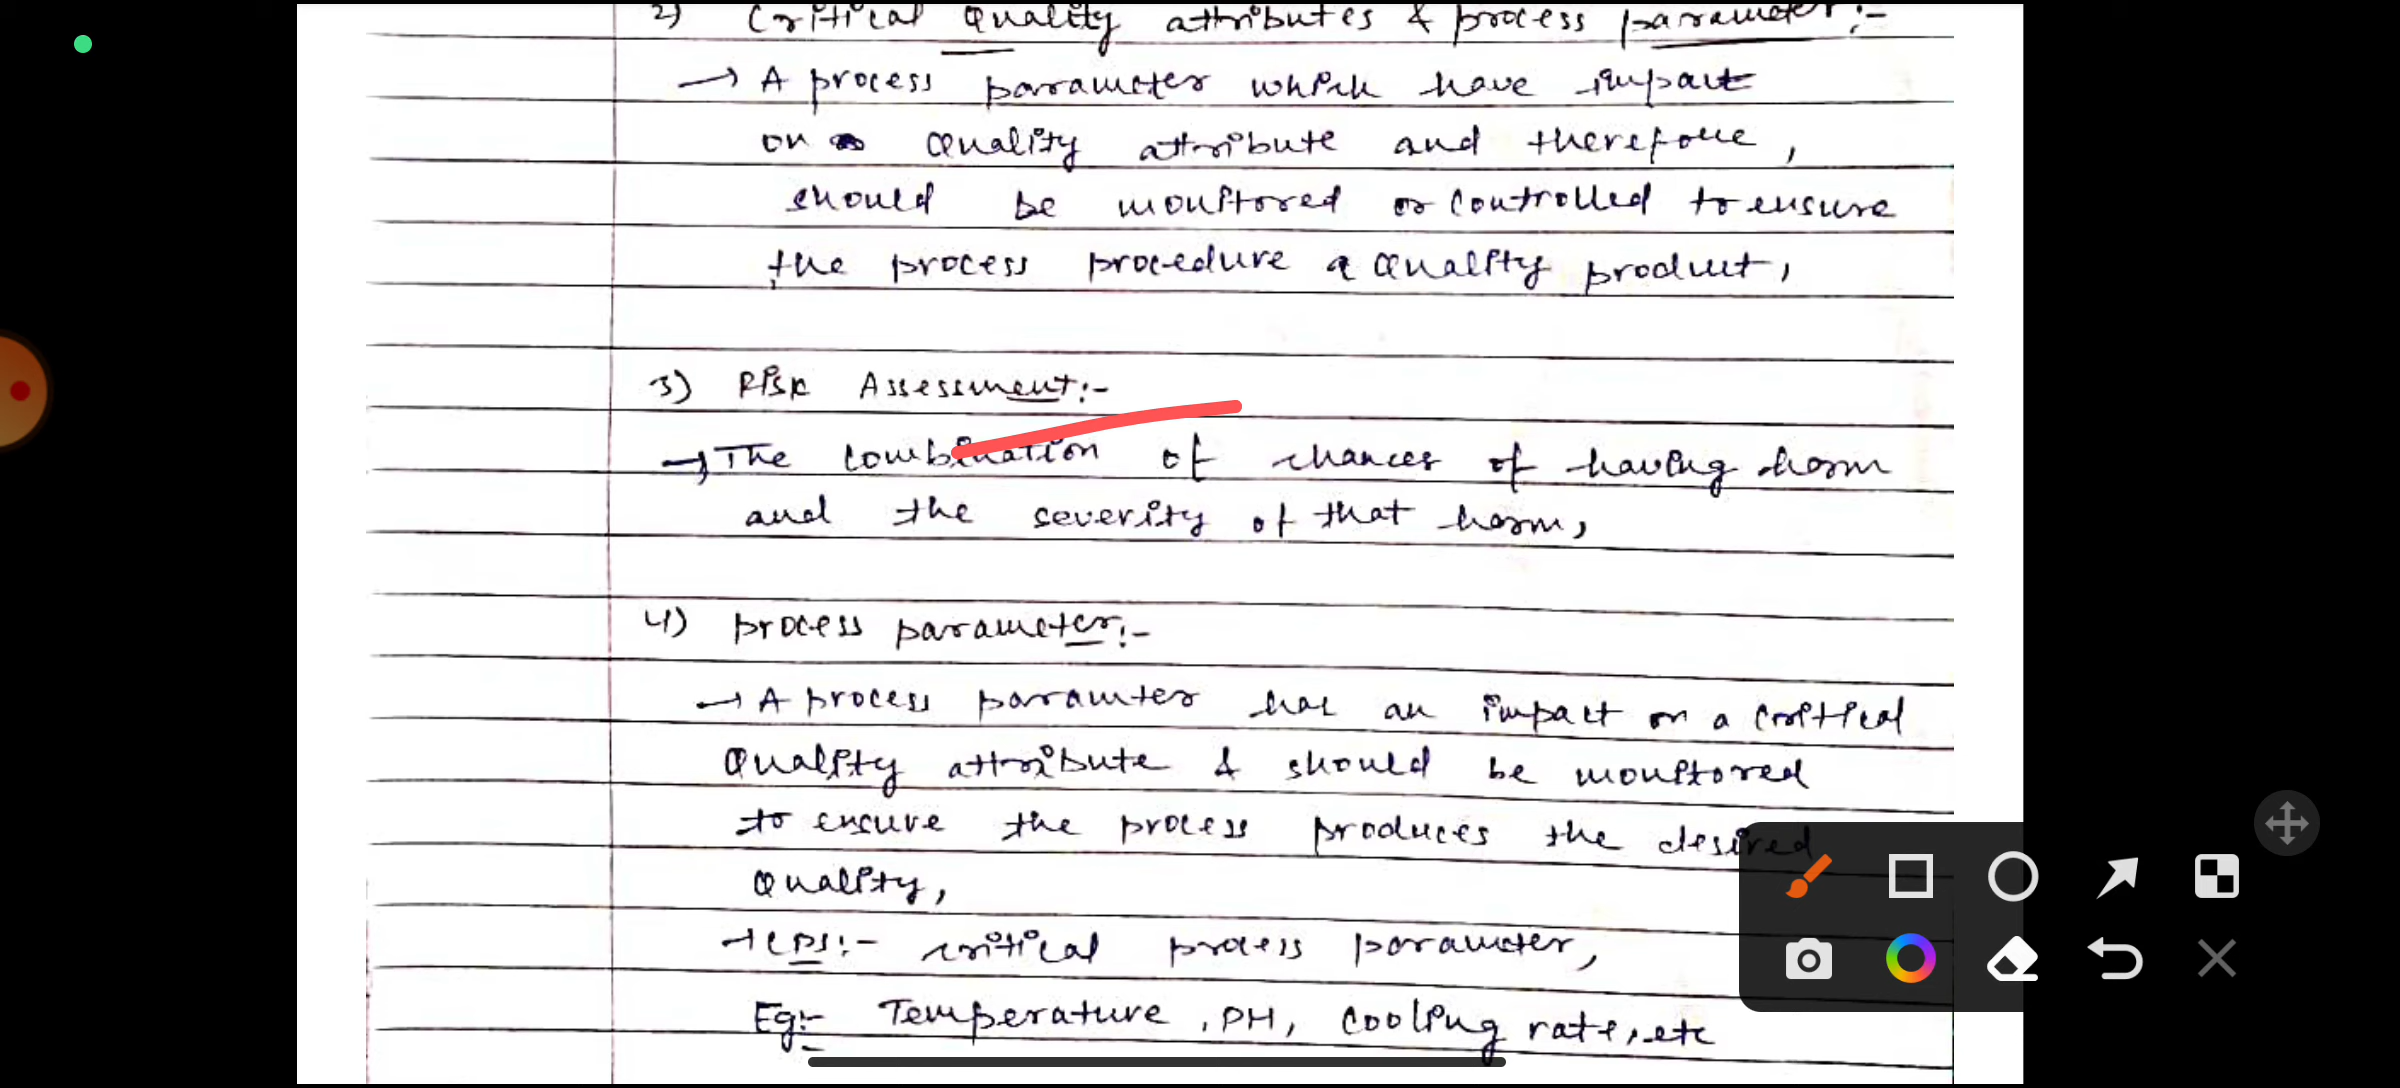 2) Critical Quality attributes & process parameter:-
→ A process parameter which have impact
on Quality attribute and therefore,
should be monitored or controlled to ensure
the process procedure a Quality product,
3) Risk Assessment:-
→ The combination of chances of having harm
and the severity of that harm,
4) process parameter:-
→ A process paramter has an impact on a critical
Quality attribute & should be monitored
to ensure the process produces the desired
Quality,
→ CPS:- critical process parameter,
Eg:- Temperature, PH, cooling rate, etc